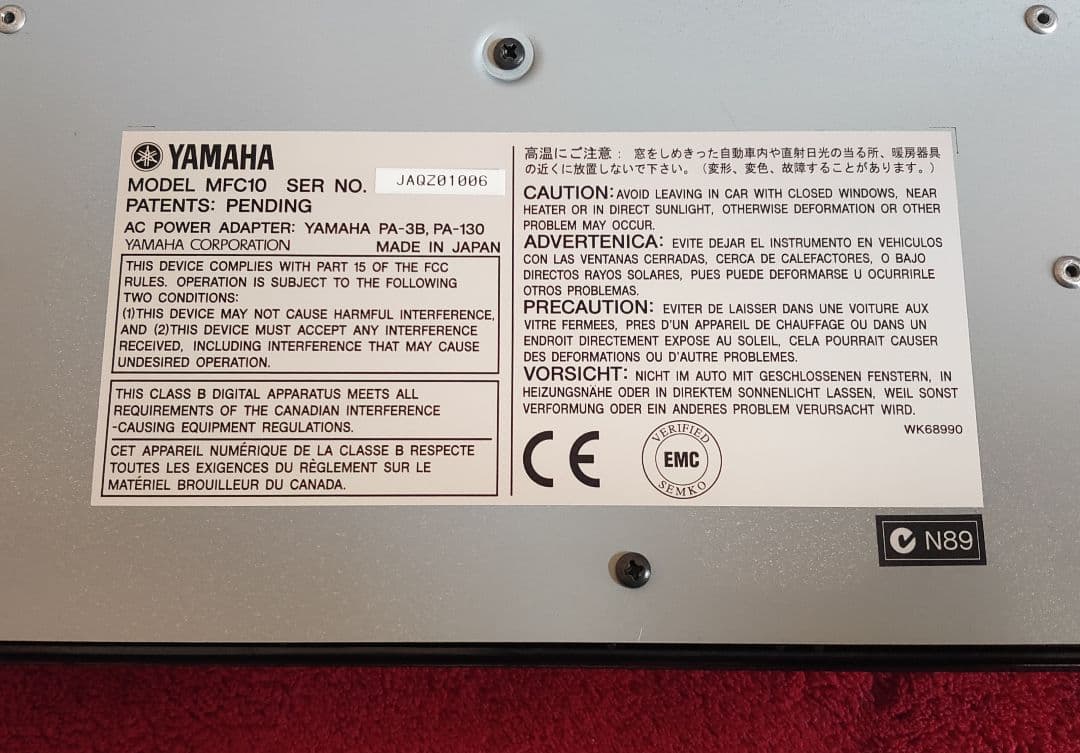 YAMAHA
MODEL MFC10 SER NO. JAQZ01006
PATENTS: PENDING
AC POWER ADAPTER: YAMAHA PA-3B, PA-130
YAMAHA CORPORATION MADE IN JAPAN
THIS DEVICE COMPLIES WITH PART 15 OF THE FCC
RULES. OPERATION IS SUBJECT TO THE FOLLOWING
TWO CONDITIONS:
(1)THIS DEVICE MAY NOT CAUSE HARMFUL INTERFERENCE,
AND (2)THIS DEVICE MUST ACCEPT ANY INTERFERENCE
RECEIVED, INCLUDING INTERFERENCE THAT MAY CAUSE
UNDESIRED OPERATION.
THIS CLASS B DIGITAL APPARATUS MEETS ALL
REQUIREMENTS OF THE CANADIAN INTERFERENCE
-CAUSING EQUIPMENT REGULATIONS.
CET APPAREIL NUMÉRIQUE DE LA CLASSE B RESPECTE
TOUTES LES EXIGENCES DU RÈGLEMENT SUR LE
MATÉRIEL BROUILLEUR DU CANADA.
高温にご注意: 窓をしめきった自動車内や直射日光の当る所、暖房器具
の近くに放置しないで下さい。(変形、変色、故障することがあります。)
CAUTION: AVOID LEAVING IN CAR WITH CLOSED WINDOWS, NEAR
HEATER OR IN DIRECT SUNLIGHT, OTHERWISE DEFORMATION OR OTHER
PROBLEM MAY OCCUR.
ADVERTENICA: EVITE DEJAR EL INSTRUMENTO EN VEHICULOS
CON LAS VENTANAS CERRADAS, CERCA DE CALEFACTORES, O BAJO
DIRECTOS RAYOS SOLARES, PUES PUEDE DEFORMARSE U OCURRIRLE
OTROS PROBLEMAS.
PRECAUTION: EVITER DE LAISSER DANS UNE VOITURE AUX
VITRE FERMEES, PRES D'UN APPAREIL DE CHAUFFAGE OU DANS UN
ENDROIT DIRECTEMENT EXPOSE AU SOLEIL, CELA POURRAIT CAUSER
DES DEFORMATIONS OU D'AUTRE PROBLEMES.
VORSICHT: NICHT IM AUTO MIT GESCHLOSSENEN FENSTERN, IN
HEIZUNGSNÄHE ODER IN DIREKTEM SONNENLICHT LASSEN, WEIL SONST
VERFORMUNG ODER EIN ANDERES PROBLEM VERURSACHT WIRD.
WK68990
CE
VERIFIED
EMC
SEMKO
N89